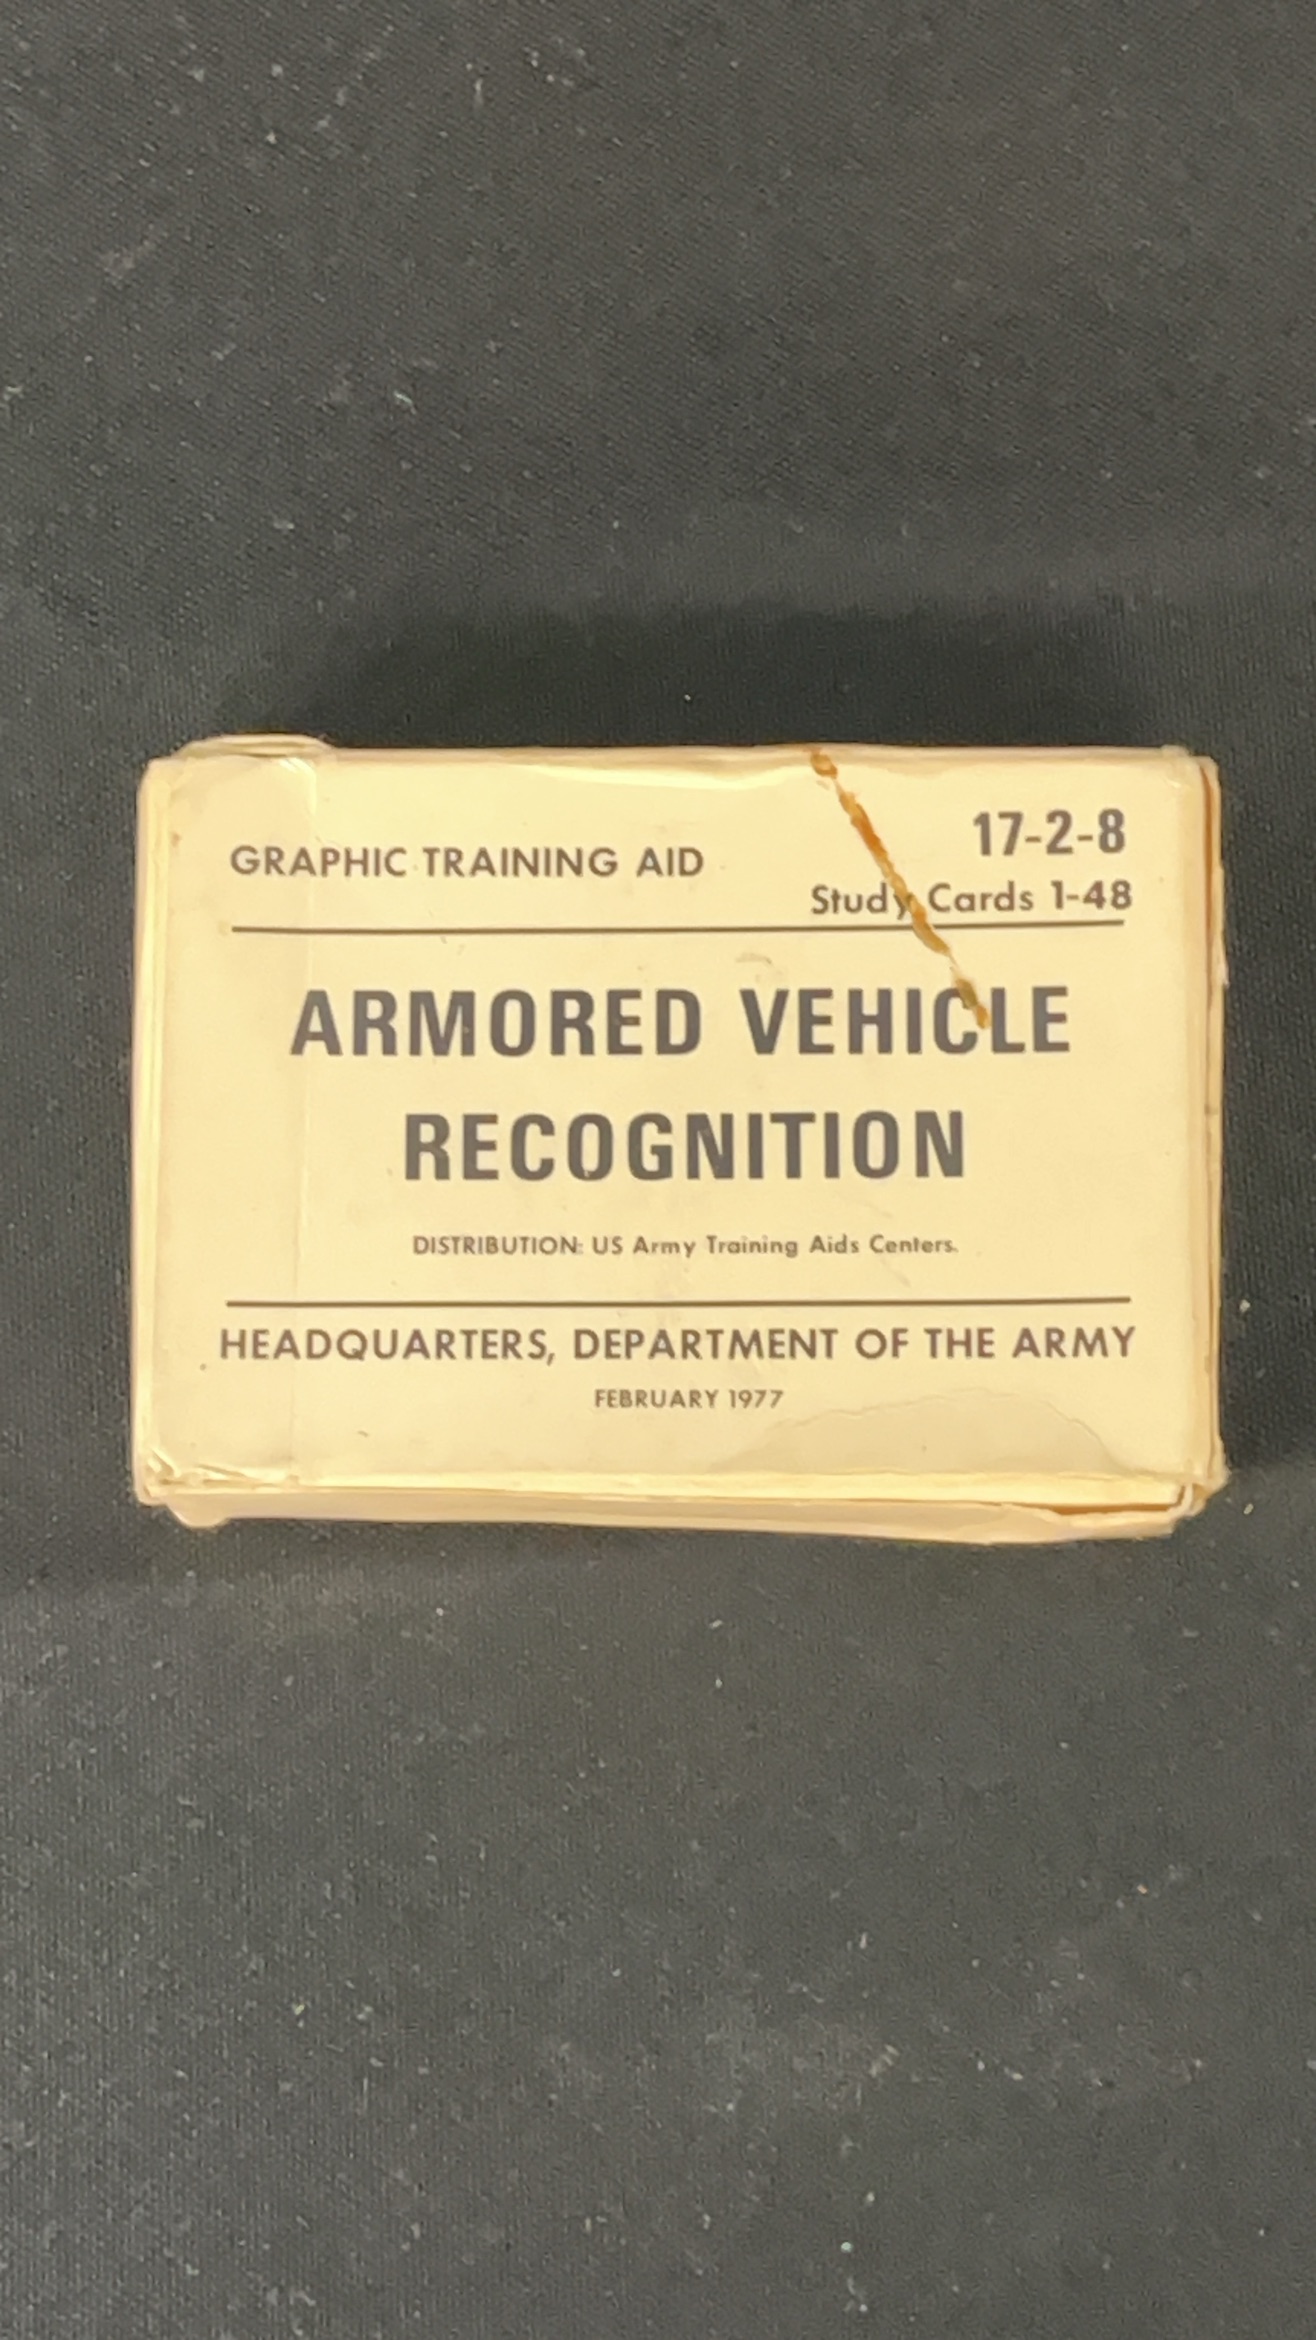 GRAPHIC TRAINING AID
17-2-8
Study Cards 1-48
ARMORED VEHICLE
RECOGNITION
DISTRIBUTION: US Army Training Aids Centers.
HEADQUARTERS, DEPARTMENT OF THE ARMY
FEBRUARY 1977